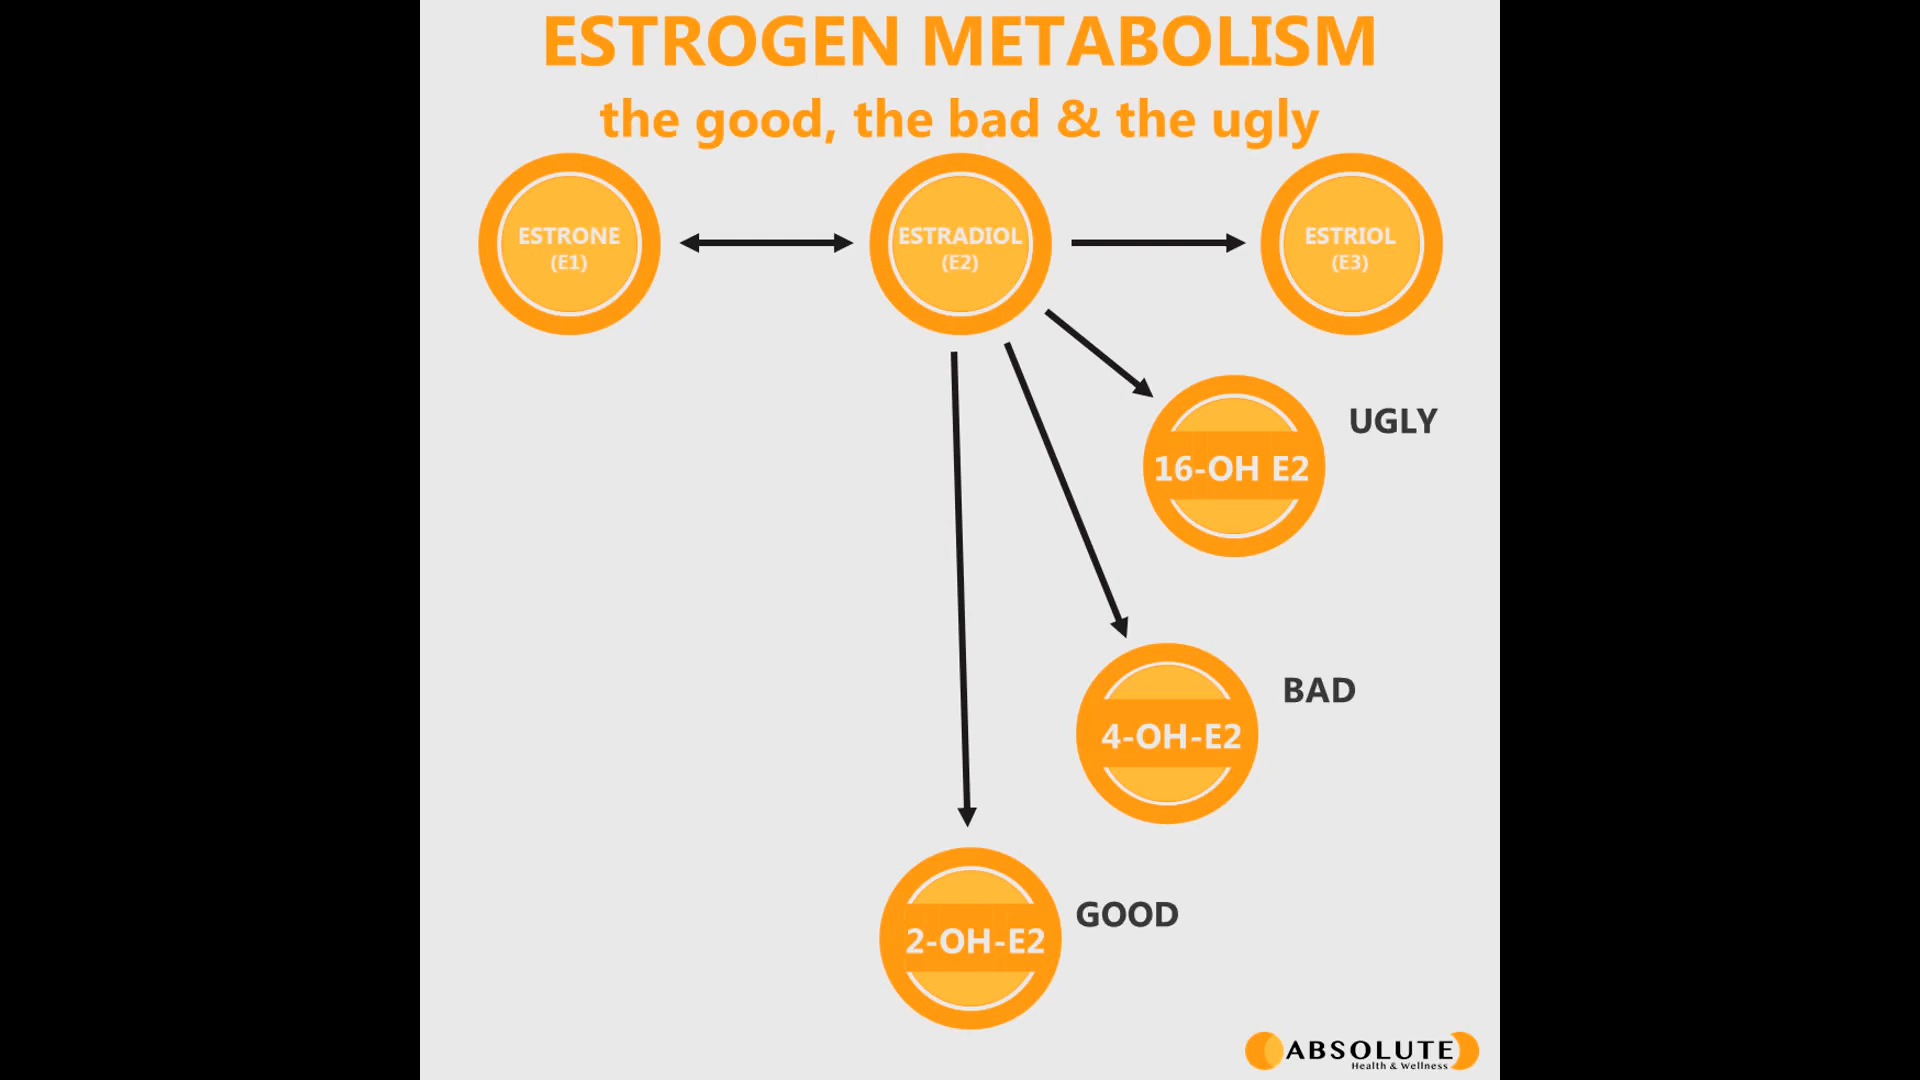 ESTROGEN METABOLISM
the good, the bad & the ugly
ESTRONE
(E1)
ESTRADIOL
(E2)
ESTRIOL
(E3)
UGLY
16-OH E2
BAD
4-OH-E2
GOOD
2-OH-E2
ABSOLUTE
Health & Wellness